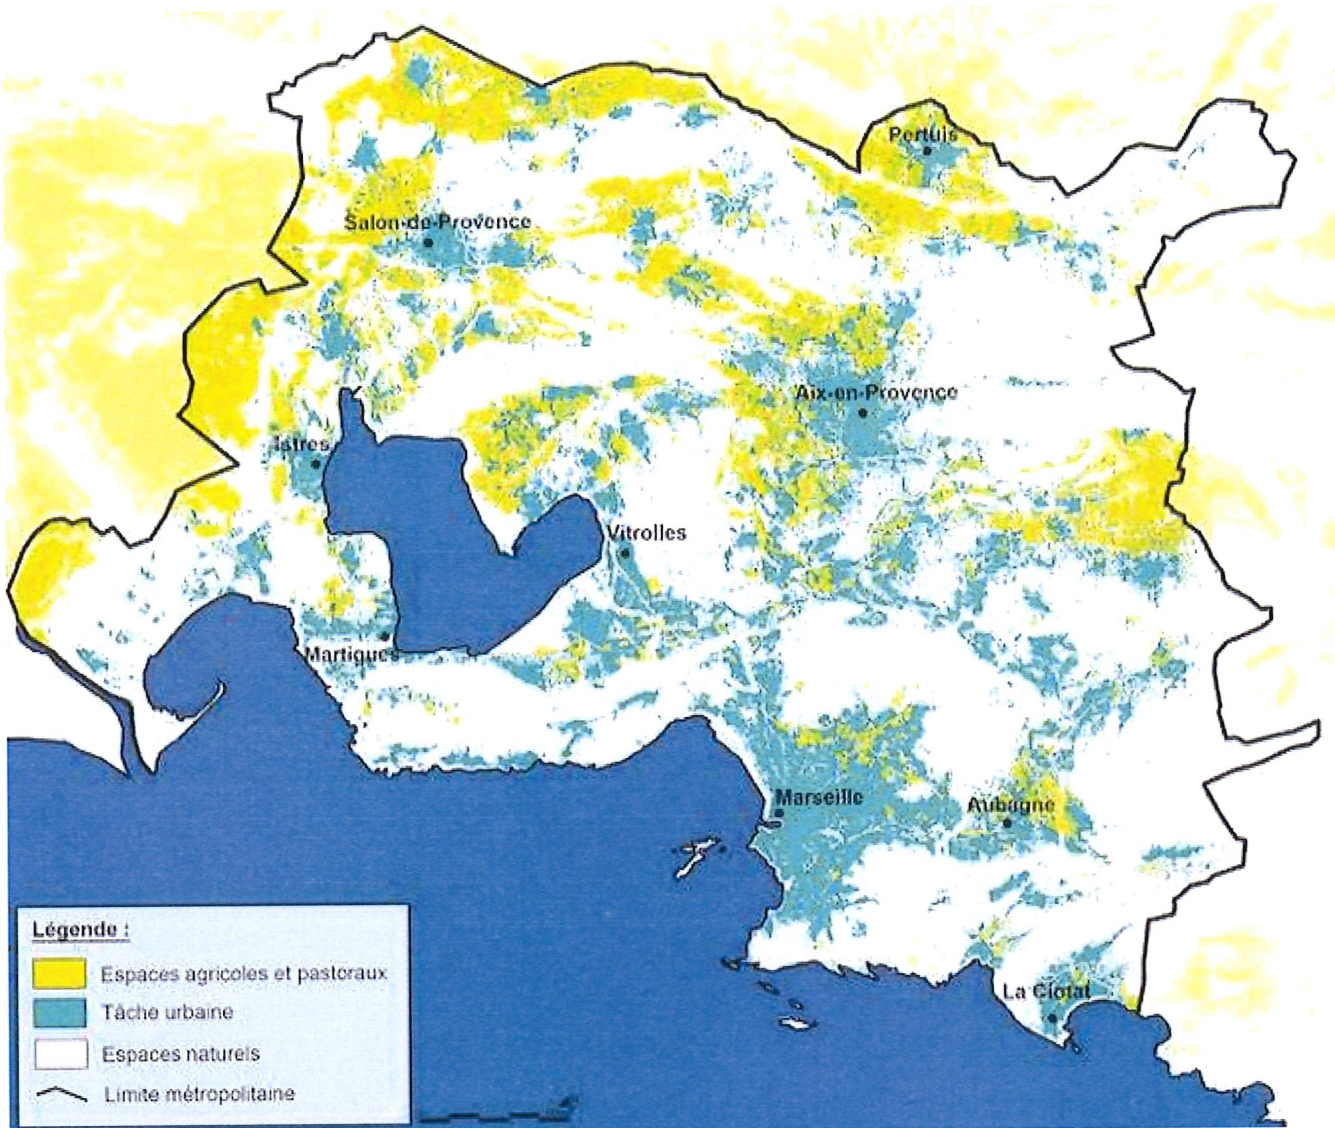 Pertuis
Salon-de-Provence
Aix-en-Provence
Istres
Vitrolles
Martigues
Marseille
Aubagne
La Ciotat
Légende :
Espaces agricoles et pastoraux
Tâche urbaine
Espaces naturels
Limite métropolitaine